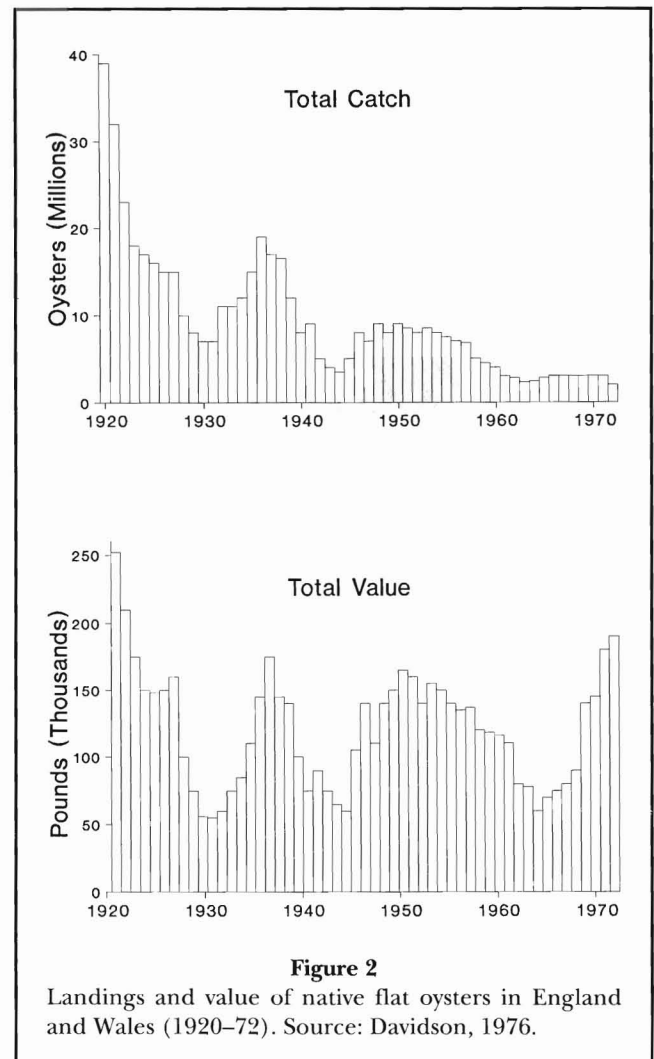 Total Catch
Oysters (Millions)
40
30
20
10
0
1920 1930 1940 1950 1960 1970
Total Value
Pounds (Thousands)
250
200
150
100
50
0
1920 1930 1940 1950 1960 1970
Figure 2
Landings and value of native flat oysters in England
and Wales (1920–72). Source: Davidson, 1976.